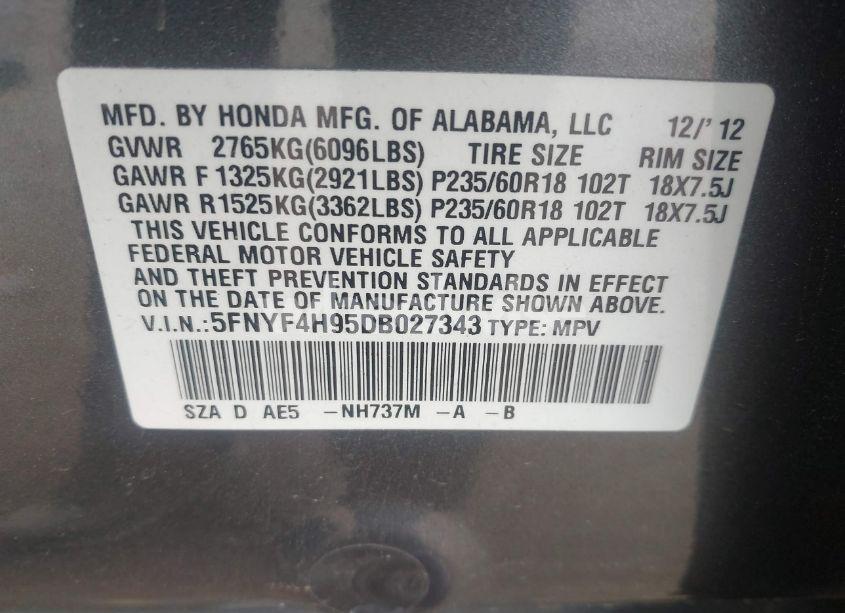 MFD. BY HONDA MFG. OF ALABAMA, LLC 12/' 12
GVWR 2765KG(6096LBS) TIRE SIZE RIM SIZE
GAWR F 1325KG(2921LBS) P235/60R18 102T 18X7.5J
GAWR R1525KG(3362LBS) P235/60R18 102T 18X7.5J
THIS VEHICLE CONFORMS TO ALL APPLICABLE
FEDERAL MOTOR VEHICLE SAFETY
AND THEFT PREVENTION STANDARDS IN EFFECT
ON THE DATE OF MANUFACTURE SHOWN ABOVE.
V.I.N.:5FNYF4H95DB027343 TYPE: MPV
SZA D AE5 -NH737M -A -B